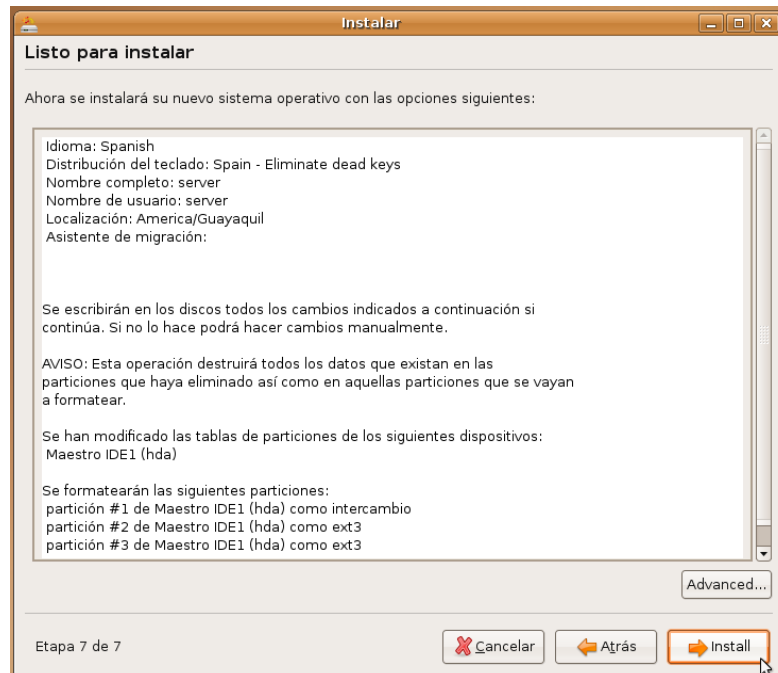 Instalar
Listo para instalar
Ahora se instalará su nuevo sistema operativo con las opciones siguientes:
Idioma: Spanish
Distribución del teclado: Spain - Eliminate dead keys
Nombre completo: server
Nombre de usuario: server
Localización: America/Guayaquil
Asistente de migración:
Se escribirán en los discos todos los cambios indicados a continuación si
continúa. Si no lo hace podrá hacer cambios manualmente.
AVISO: Esta operación destruirá todos los datos que existan en las
particiones que haya eliminado así como en aquellas particiones que se vayan
a formatear.
Se han modificado las tablas de particiones de los siguientes dispositivos:
Maestro IDE1 (hda)
Se formatearán las siguientes particiones:
partición #1 de Maestro IDE1 (hda) como intercambio
partición #2 de Maestro IDE1 (hda) como ext3
partición #3 de Maestro IDE1 (hda) como ext3
Advanced...
Etapa 7 de 7
Cancelar
Atrás
Install